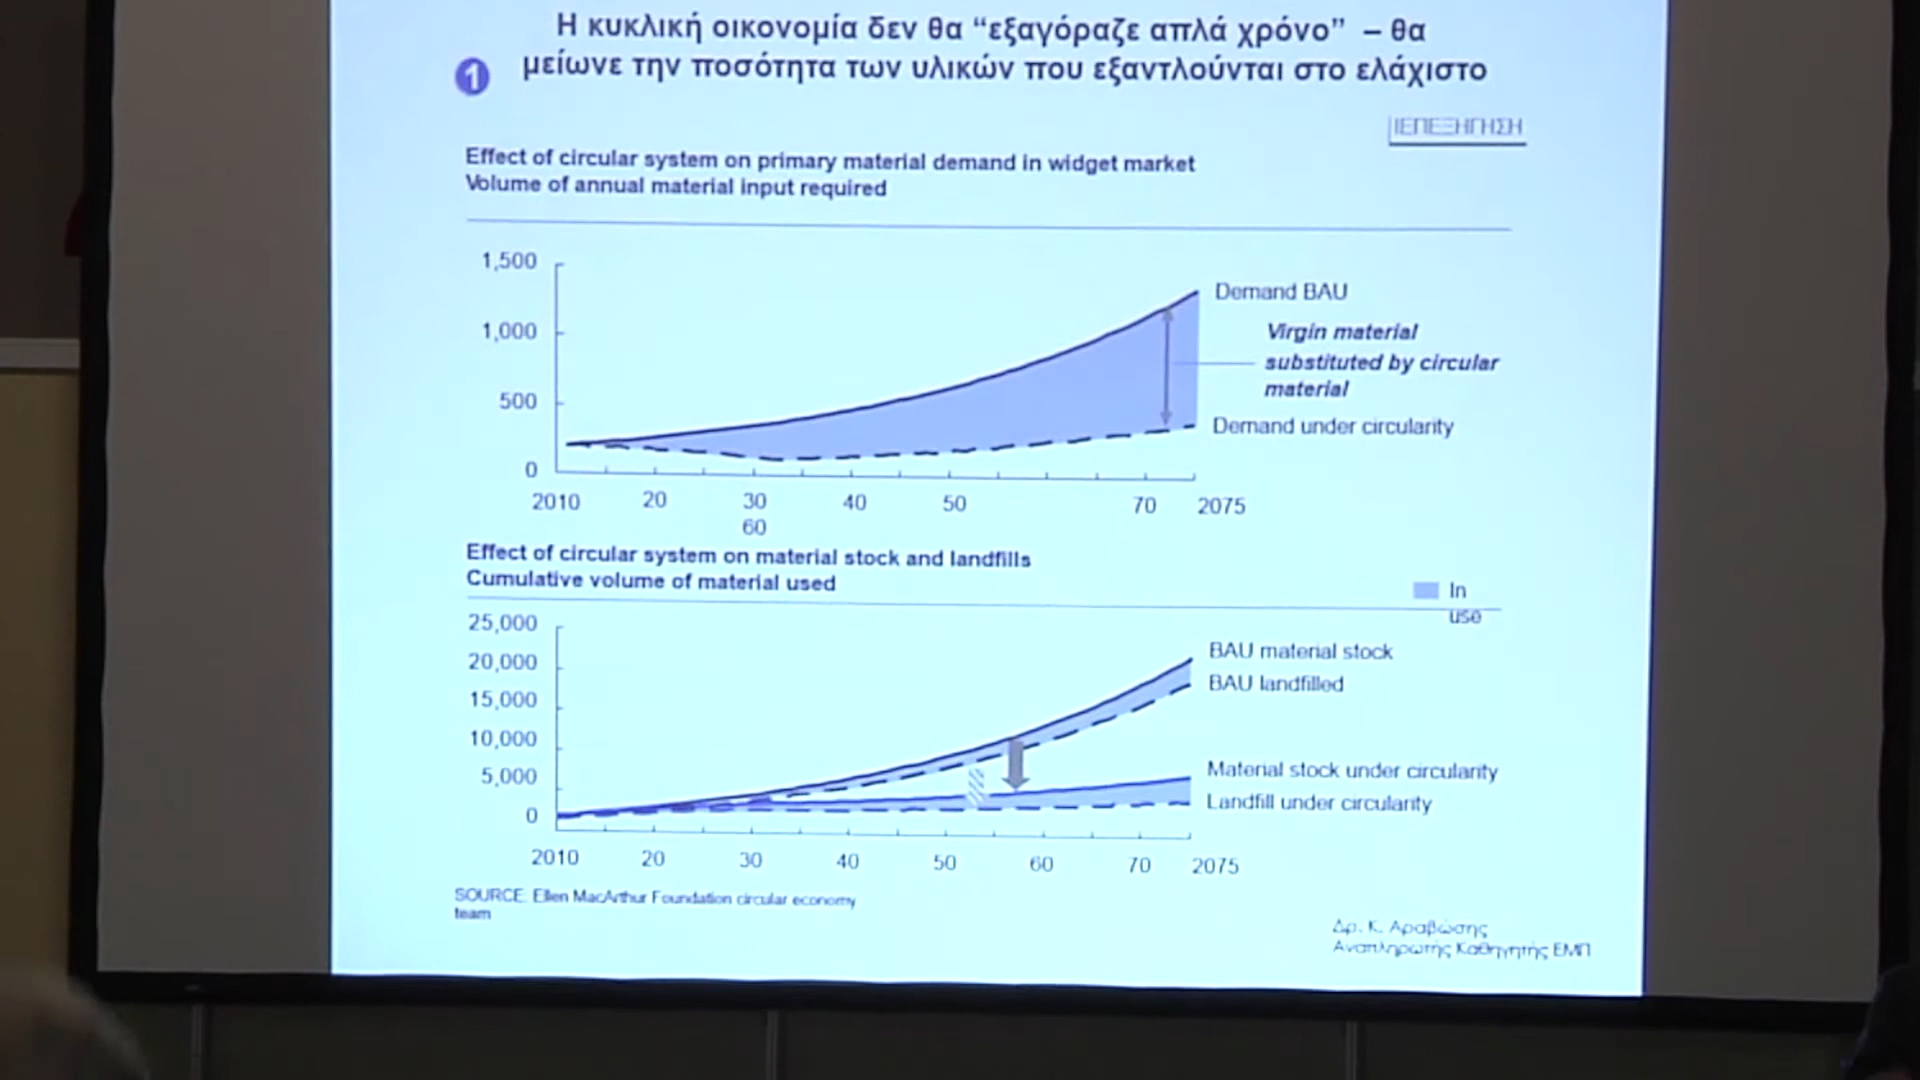 Η κυκλική οικονομία δεν θα “εξαγόραζε απλά χρόνο” – θα
1 μείωνε την ποσότητα των υλικών που εξαντλούνται στο ελάχιστο
Effect of circular system on primary material demand in widget market
Volume of annual material input required
1,500
Demand BAU
1,000
Virgin material
substituted by circular
material
500
Demand under circularity
0
2010 20 30 40 50 70 2075
60
Effect of circular system on material stock and landfills
Cumulative volume of material used
In
use
25,000
BAU material stock
20,000
BAU landfilled
15,000
10,000
5,000
Material stock under circularity
Landfill under circularity
0
2010 20 30 40 50 60 70 2075
SOURCE: Ellen MacArthur Foundation circular economy
team
Δρ. Κ. Αραβώσης
Αναπληρωτής Καθηγητής ΕΜΠ